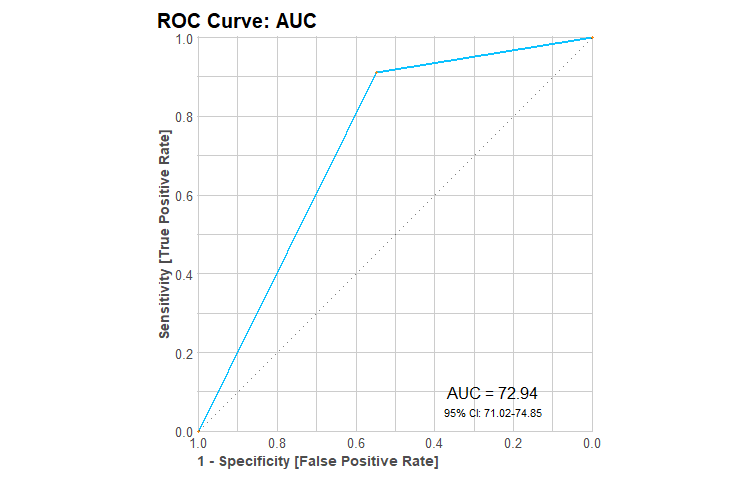 ROC Curve: AUC
Sensitivity [True Positive Rate]
1.0
0.8
0.6
0.4
0.2
0.0
AUC = 72.94
95% CI: 71.02-74.85
1.0 0.8 0.6 0.4 0.2 0.0
1 - Specificity [False Positive Rate]